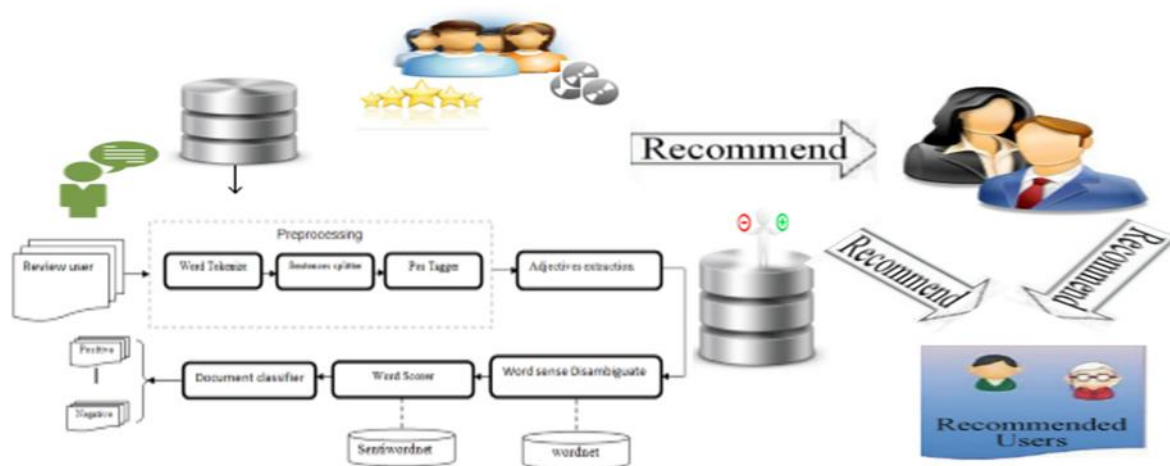 Recommend
Preprocessing
Review user
Word Tokenize
Sentences splitter
Pos Tagger
Adjectives extraction
Recommend
Recommend
Positive
Negative
Document classifier
Word Scorer
Word sense Disambiguate
Sentiwordnet
wordnet
Recommended
Users